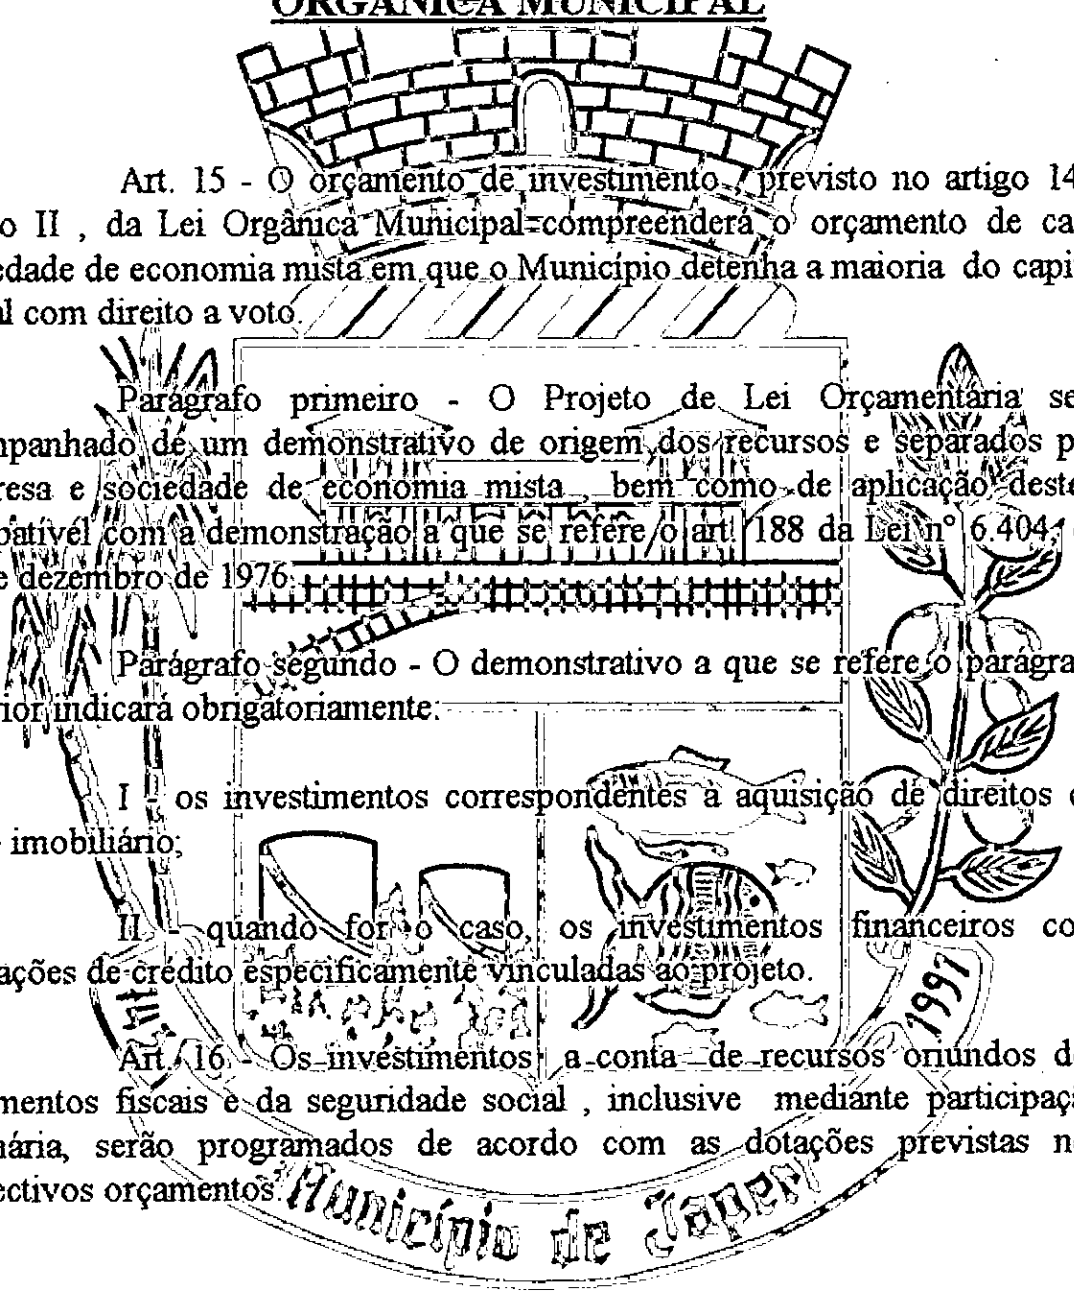 ORGÂNICA MUNICIPAL
Art. 15 - O orçamento de investimento , previsto no artigo 14
o II , da Lei Orgânica Municipal compreenderá o orçamento de ca
edade de economia mista em que o Município detenha a maioria do capi
l com direito a voto.
Parágrafo primeiro - O Projeto de Lei Orçamentária se
mpanhado de um demonstrativo de origem dos recursos e separados p
resa e sociedade de economia mista , bem como de aplicação deste
patível com a demonstração a que se refere o art. 188 da Lei nº 6.404,
e dezembro de 1976.
Parágrafo segundo - O demonstrativo a que se refere o parágra
rior indicará obrigatoriamente:
I - os investimentos correspondentes a aquisição de direitos
imobiliário;
II - quando for o caso, os investimentos financeiros co
ações de crédito especificamente vinculadas ao projeto.
1991
Art. 16 - Os investimentos a conta de recursos oriundos d
mentos fiscais e da seguridade social , inclusive mediante participaç
nária, serão programados de acordo com as dotações previstas n
ectivos orçamentos.
Município de Japeri